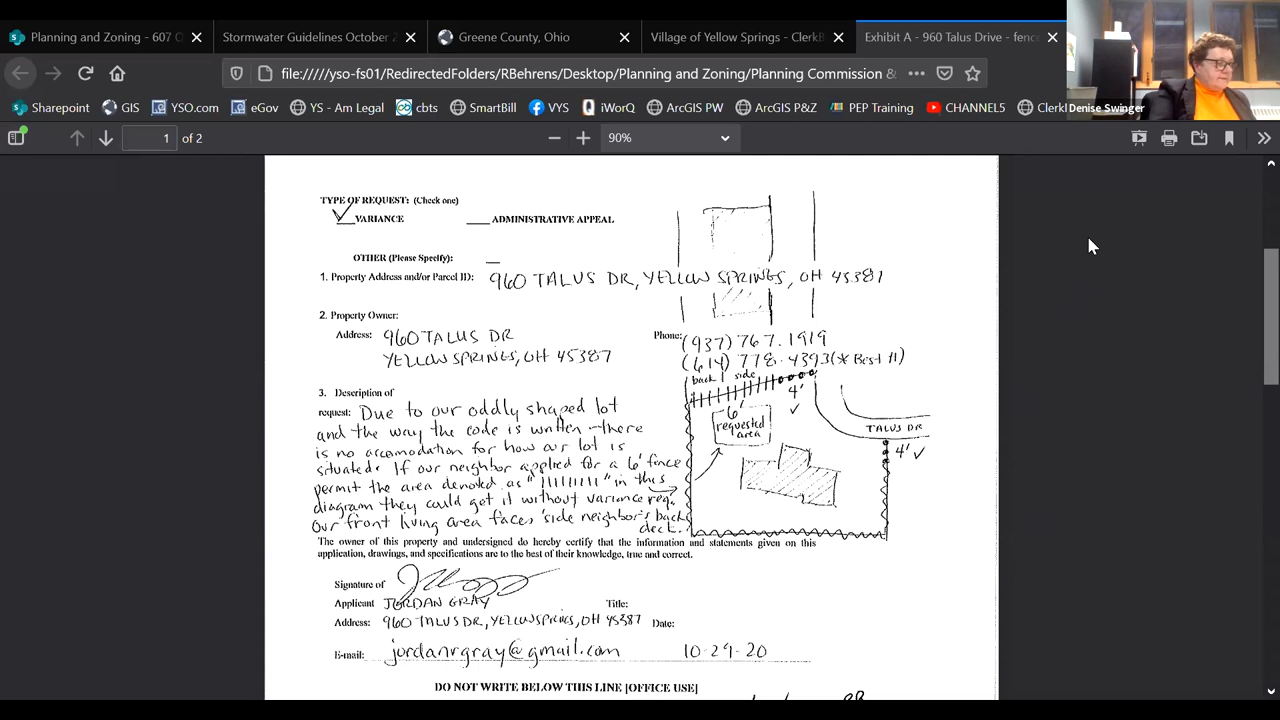 Planning and Zoning - 607 O
Stormwater Guidelines October 2
Greene County, Ohio
Village of Yellow Springs - ClerkB
Exhibit A - 960 Talus Drive - fence
file://///yso-fs01/RedirectedFolders/RBehrens/Desktop/Planning and Zoning/Planning Commission &
Sharepoint GIS YSO.com eGov YS - Am Legal cbts SmartBill VYS iWorQ ArcGIS PW ArcGIS P&Z PEP Training CHANNEL5 Clerkl
Denise Swinger
1 of 2
90%
TYPE OF REQUEST: (Check one)
VARIANCE ADMINISTRATIVE APPEAL
OTHER (Please Specify):
1. Property Address and/or Parcel ID: 960 TALUS DR, YELLOW SPRINGS, OH 45387
2. Property Owner:
Address: 960 TALUS DR
YELLOW SPRINGS, OH 45387
Phone: (937) 767.1919
(614) 778.4393 (* Best #)
3. Description of
request: Due to our oddly shaped lot
and the way the code is written - there
is no accomodation for how our lot is
situated. If our neighbor applied for a 6' fence
permit the area denoted as "||||||||||" in this
diagram they could get it without variance req.
Our front living area faces side neighbor's back
deck.
back | side
4'
6'
requested
area
TALUS DR
4'
The owner of this property and undersigned do hereby certify that the information and statements given on this
application, drawings, and specifications are to the best of their knowledge, true and correct.
Signature of
Applicant JORDAN GRAY Title:
Address: 960 TALUS DR, YELLOW SPRINGS, OH 45387 Date:
E-mail: jordanrgray@gmail.com 10-29-20
DO NOT WRITE BELOW THIS LINE [OFFICE USE]